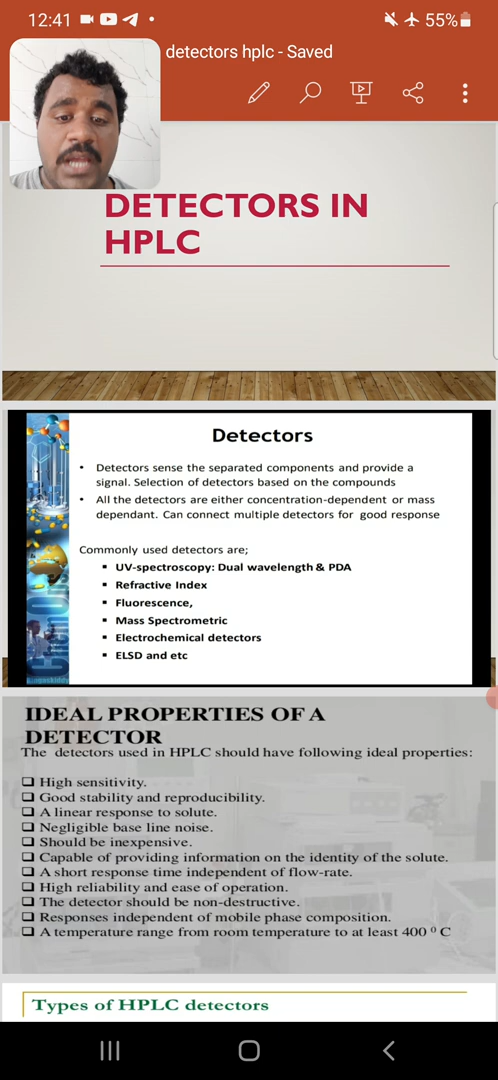 12:41
55%
detectors hplc - Saved
DETECTORS IN
HPLC
Detectors
• Detectors sense the separated components and provide a
signal. Selection of detectors based on the compounds
• All the detectors are either concentration-dependent or mass
dependant. Can connect multiple detectors for good response
Commonly used detectors are;
▪ UV-spectroscopy: Dual wavelength & PDA
▪ Refractive Index
▪ Fluorescence,
▪ Mass Spectrometric
▪ Electrochemical detectors
▪ ELSD and etc
IDEAL PROPERTIES OF A
DETECTOR
The detectors used in HPLC should have following ideal properties:
❑ High sensitivity.
❑ Good stability and reproducibility.
❑ A linear response to solute.
❑ Negligible base line noise.
❑ Should be inexpensive.
❑ Capable of providing information on the identity of the solute.
❑ A short response time independent of flow-rate.
❑ High reliability and ease of operation.
❑ The detector should be non-destructive.
❑ Responses independent of mobile phase composition.
❑ A temperature range from room temperature to at least 400 ⁰ C
Types of HPLC detectors